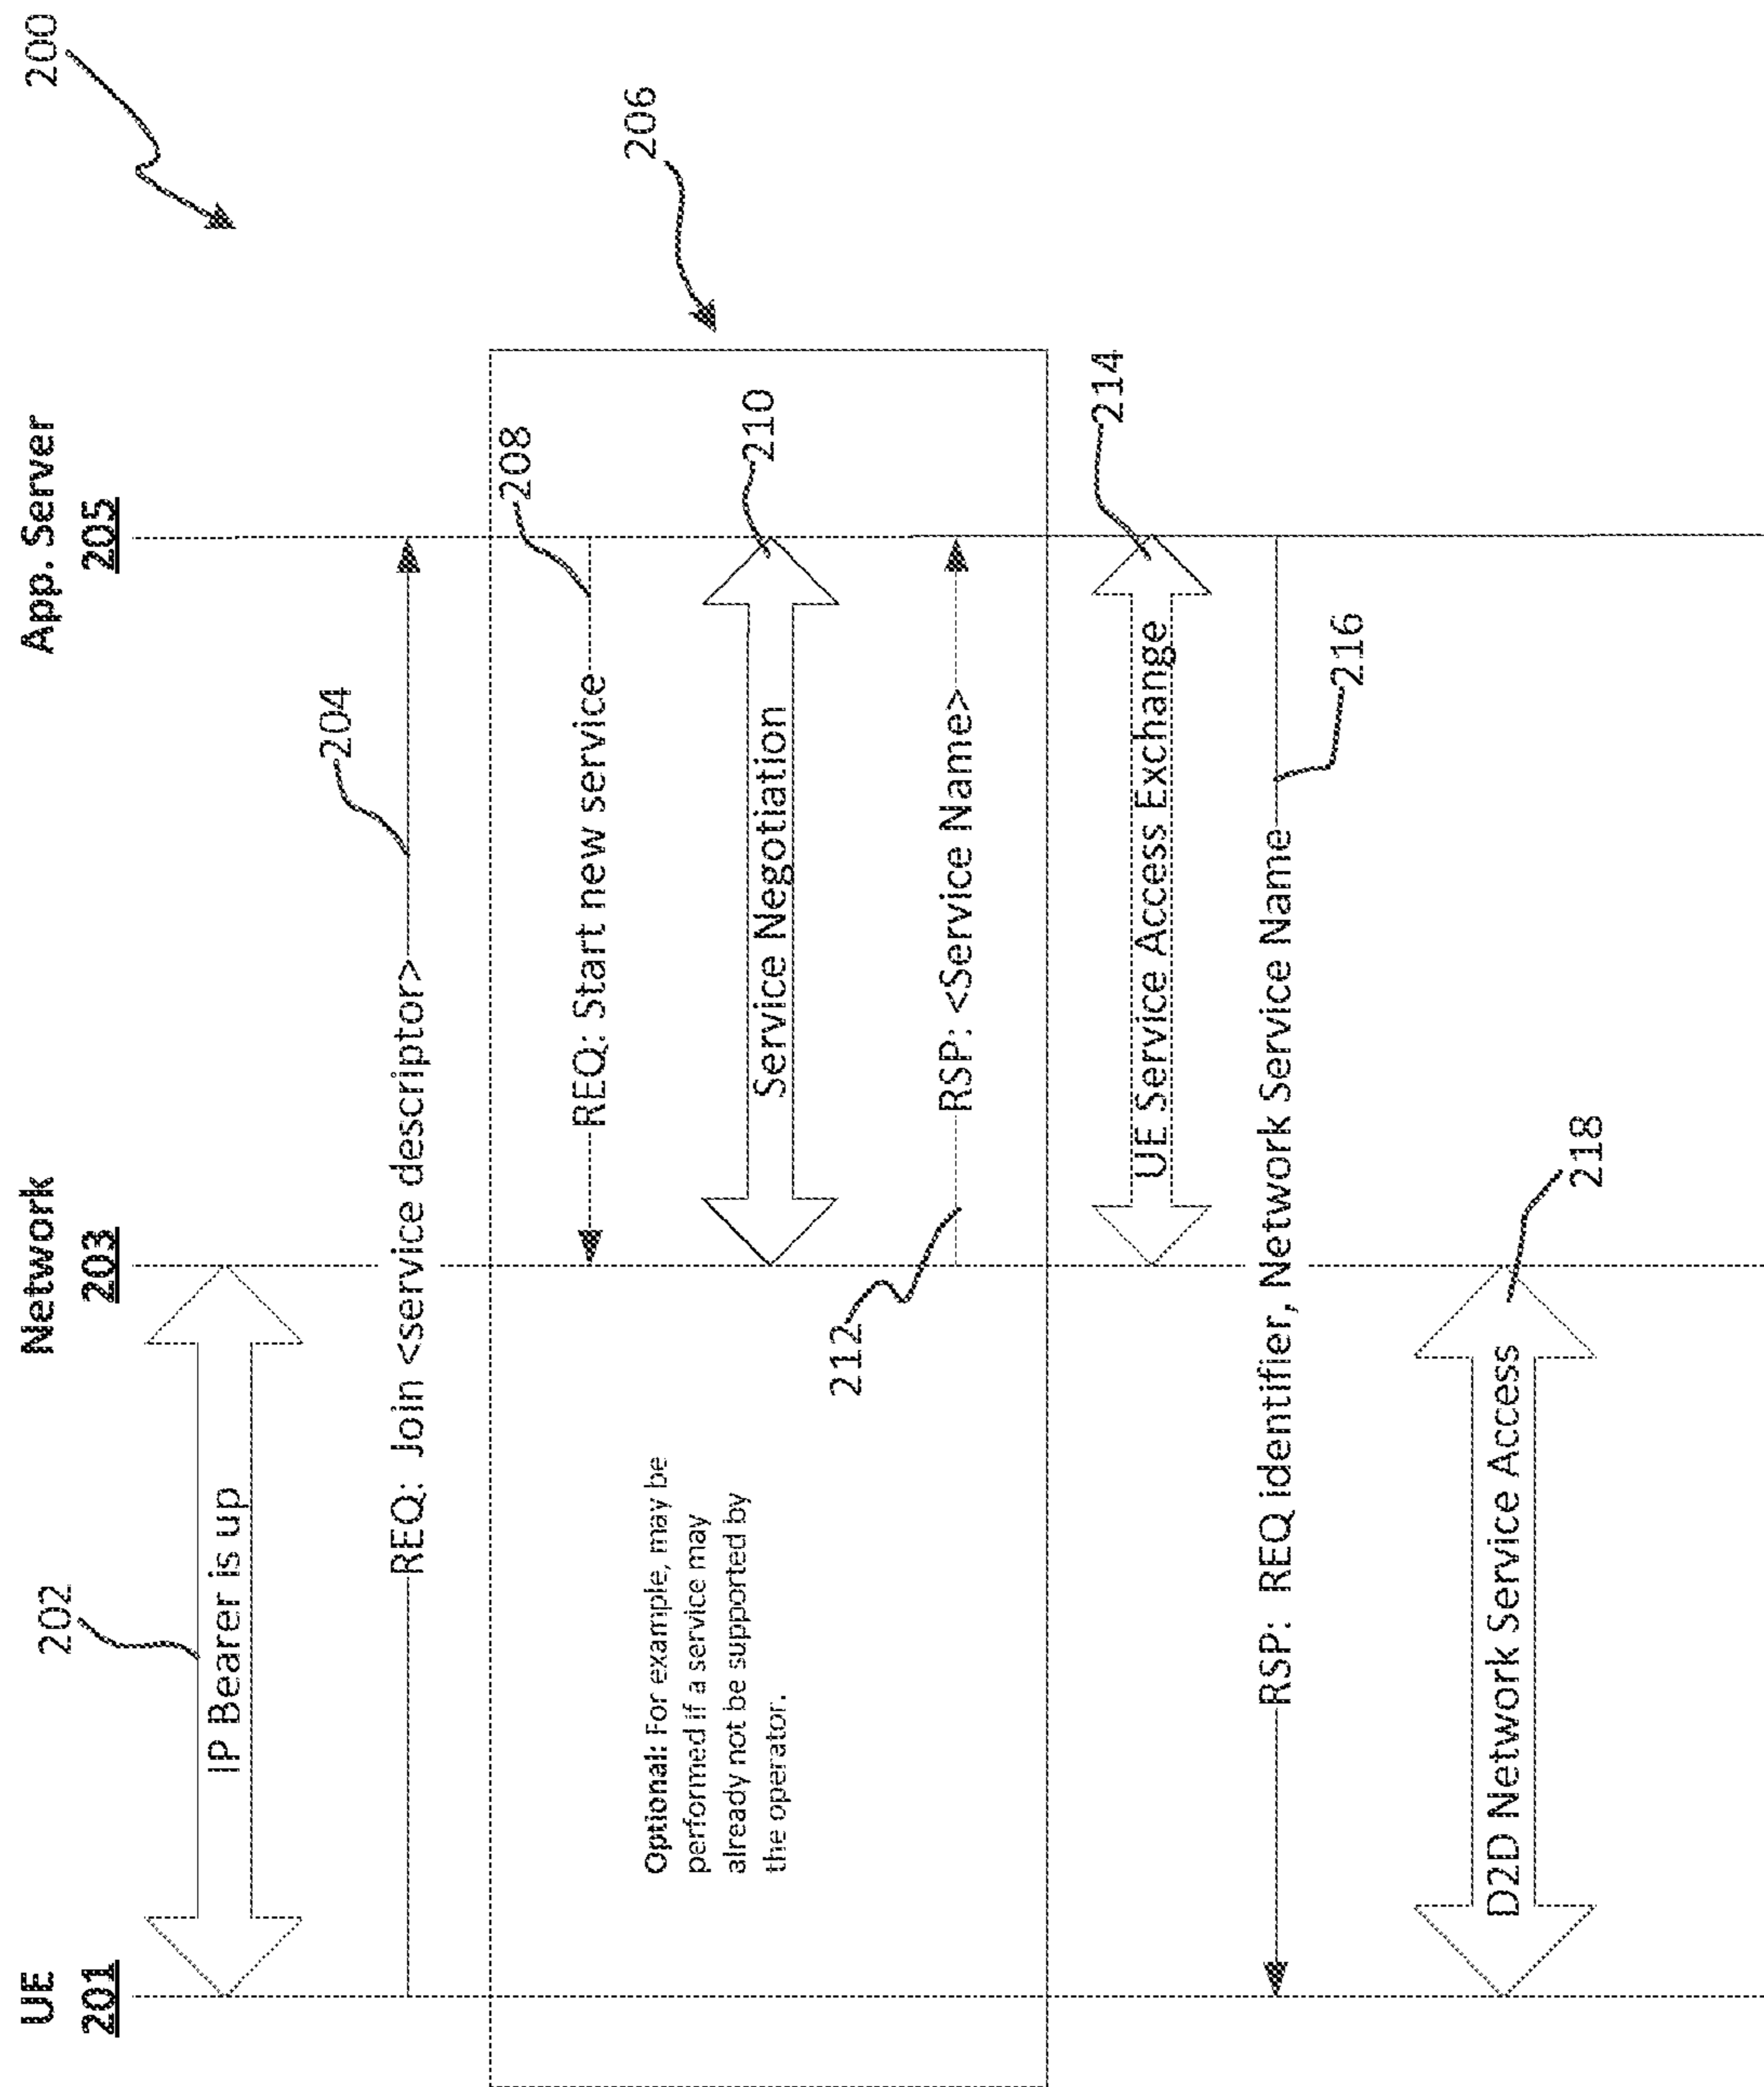 200
UE
201
Network
203
App. Server
205
202
IP Bearer is up
204
REQ: Join <service descriptor>
206
208
REQ: Start new service
Optional: For example, may be
performed if a service may
already not be supported by
the operator.
210
Service Negotiation
212
RSP: <Service Name>
214
UE Service Access Exchange
RSP: REQ identifier, Network Service Name
216
D2D Network Service Access
218